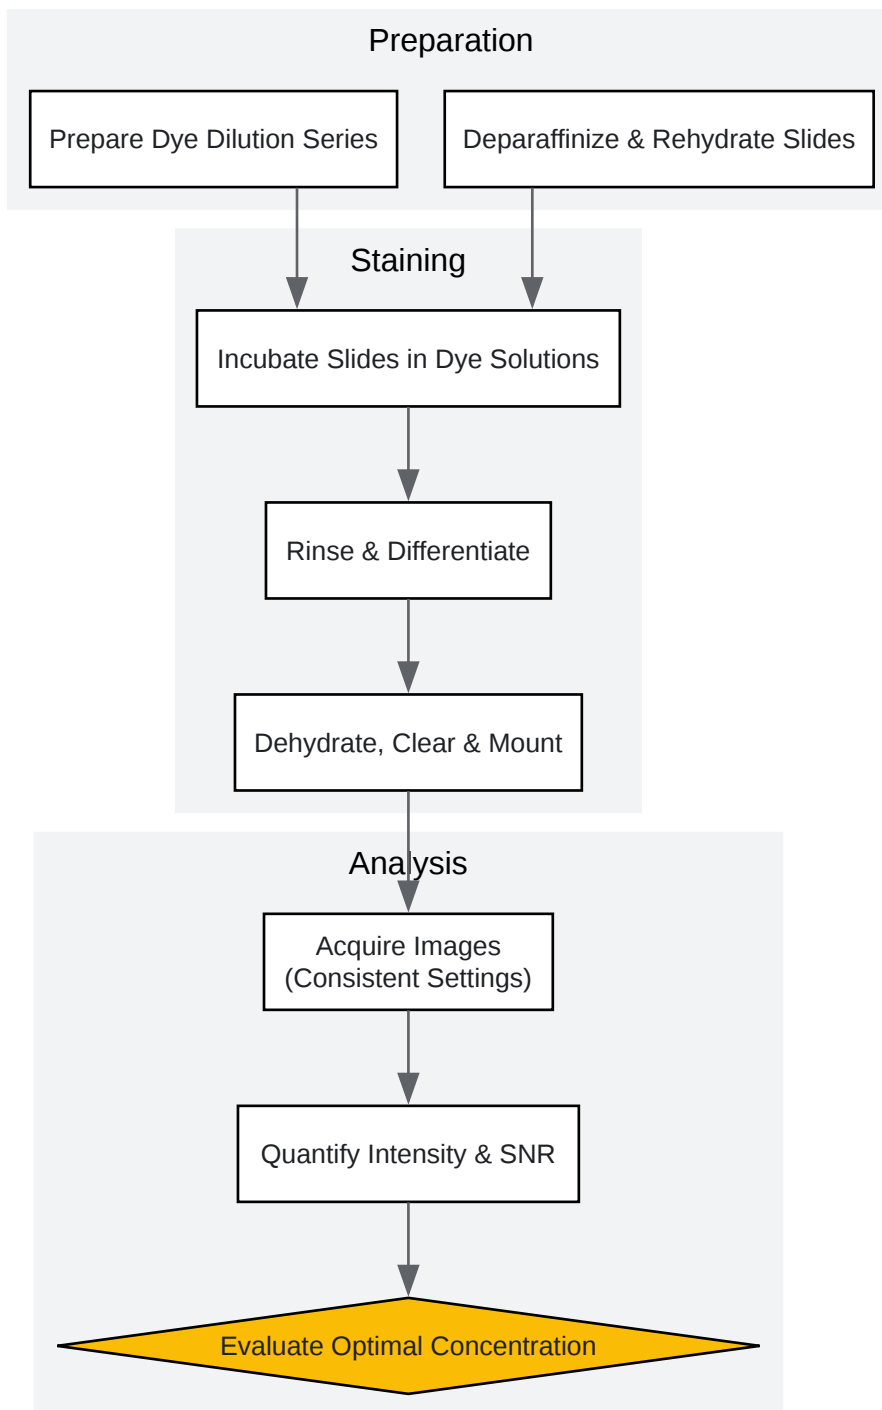 Preparation
Prepare Dye Dilution Series
Deparaffinize & Rehydrate Slides
Staining
Incubate Slides in Dye Solutions
Rinse & Differentiate
Dehydrate, Clear & Mount
Analysis
Acquire Images
(Consistent Settings)
Quantify Intensity & SNR
Evaluate Optimal Concentration